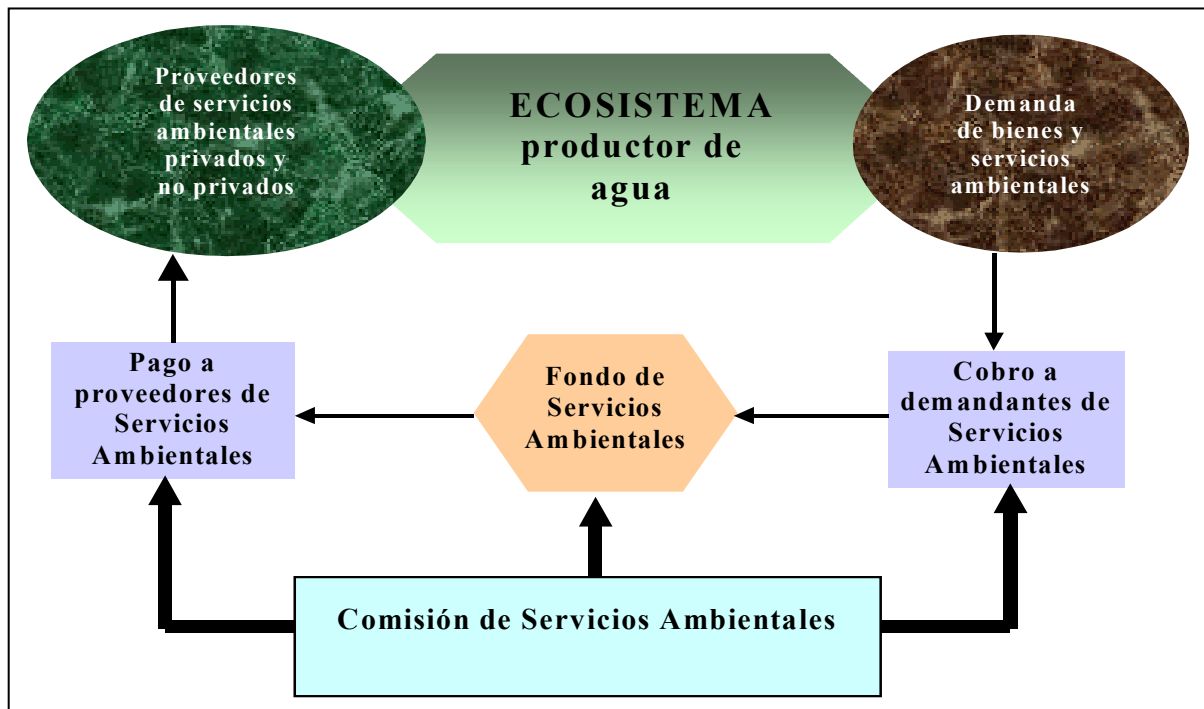 Proveedores
de servicios
ambientales
privados y
no privados
ECOSISTEMA
productor de
agua
Demanda
de bienes y
servicios
ambientales
Pago a
proveedores de
Servicios
Ambientales
Fondo de
Servicios
Ambientales
Cobro a
demandantes de
Servicios
Ambientales
Comisión de Servicios Ambientales